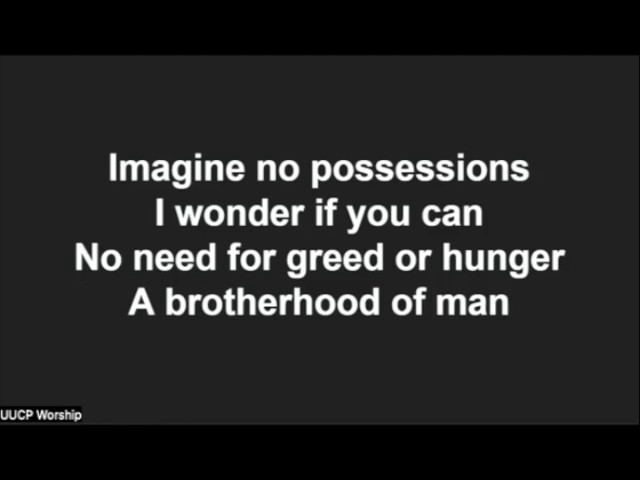 Imagine no possessions
I wonder if you can
No need for greed or hunger
A brotherhood of man
UUCP Worship